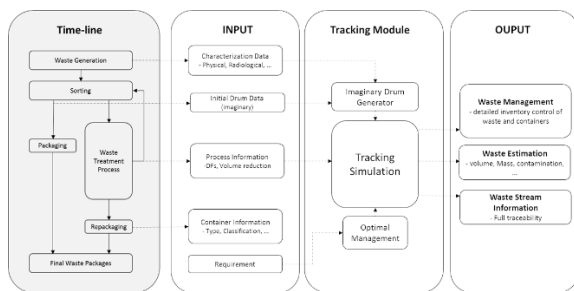 Time-line
Waste Generation
Sorting
Packaging
Waste
Treatment
Process
Repackaging
Final Waste Packages
INPUT
Characterization Data
- Physical, Radiological, ...
Initial Drum Data
(imaginary)
Process Information
- DFs, Volume reduction
Container Information
- Type, Classification, ...
Requirement
Tracking Module
Imaginary Drum
Generator
Tracking
Simulation
Optimal
Management
OUPUT
Waste Management
- detailed inventory control of
waste and containers
Waste Estimation
- volume, Mass, contamination,
...
Waste Stream
Information
- Full traceability